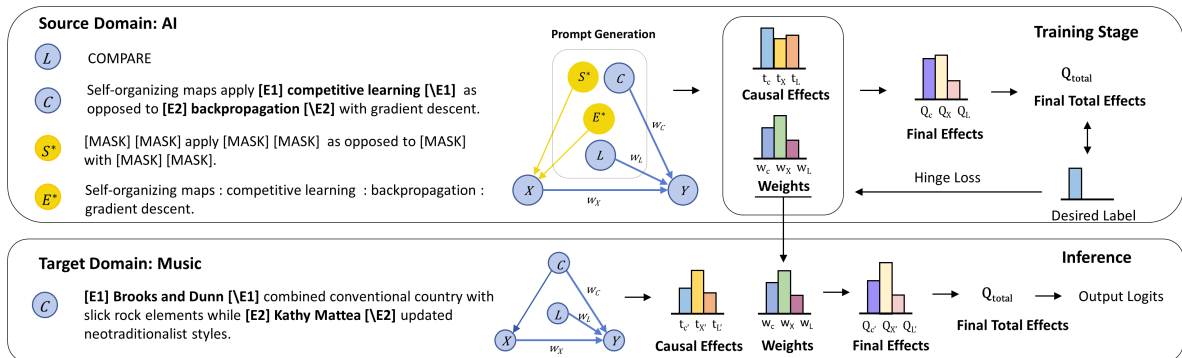 Source Domain: AI
L
COMPARE
C
Self-organizing maps apply [E1] competitive learning [\E1] as
opposed to [E2] backpropagation [\E2] with gradient descent.
S*
[MASK] [MASK] apply [MASK] [MASK] as opposed to [MASK]
with [MASK] [MASK].
E*
Self-organizing maps : competitive learning : backpropagation :
gradient descent.
Prompt Generation
S*
C
E*
L
X
Y
w_C
w_L
w_X
t_c t_X t_L
Causal Effects
w_c w_X w_L
Weights
Q_c Q_X Q_L
Final Effects
Training Stage
Q_total
Final Total Effects
Hinge Loss
Desired Label
Target Domain: Music
C
[E1] Brooks and Dunn [\E1] combined conventional country with
slick rock elements while [E2] Kathy Mattea [\E2] updated
neotraditionalist styles.
C
L
X
Y
w_C
w_L
w_X
t_c' t_X' t_L'
Causal Effects
w_c w_X w_L
Weights
Q_c' Q_X' Q_L'
Final Effects
Inference
Q_total
Final Total Effects
Output Logits